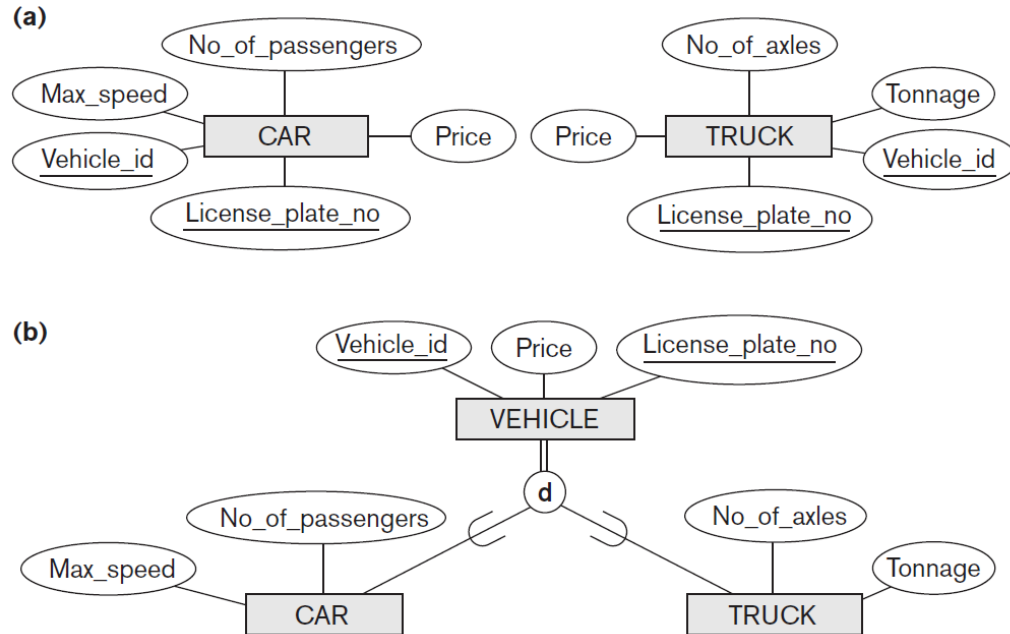 (a)
No_of_passengers
No_of_axles
Max_speed
Tonnage
CAR
Price
Price
TRUCK
Vehicle_id
Vehicle_id
License_plate_no
License_plate_no
(b)
Vehicle_id
Price
License_plate_no
VEHICLE
d
No_of_passengers
No_of_axles
Max_speed
Tonnage
CAR
TRUCK